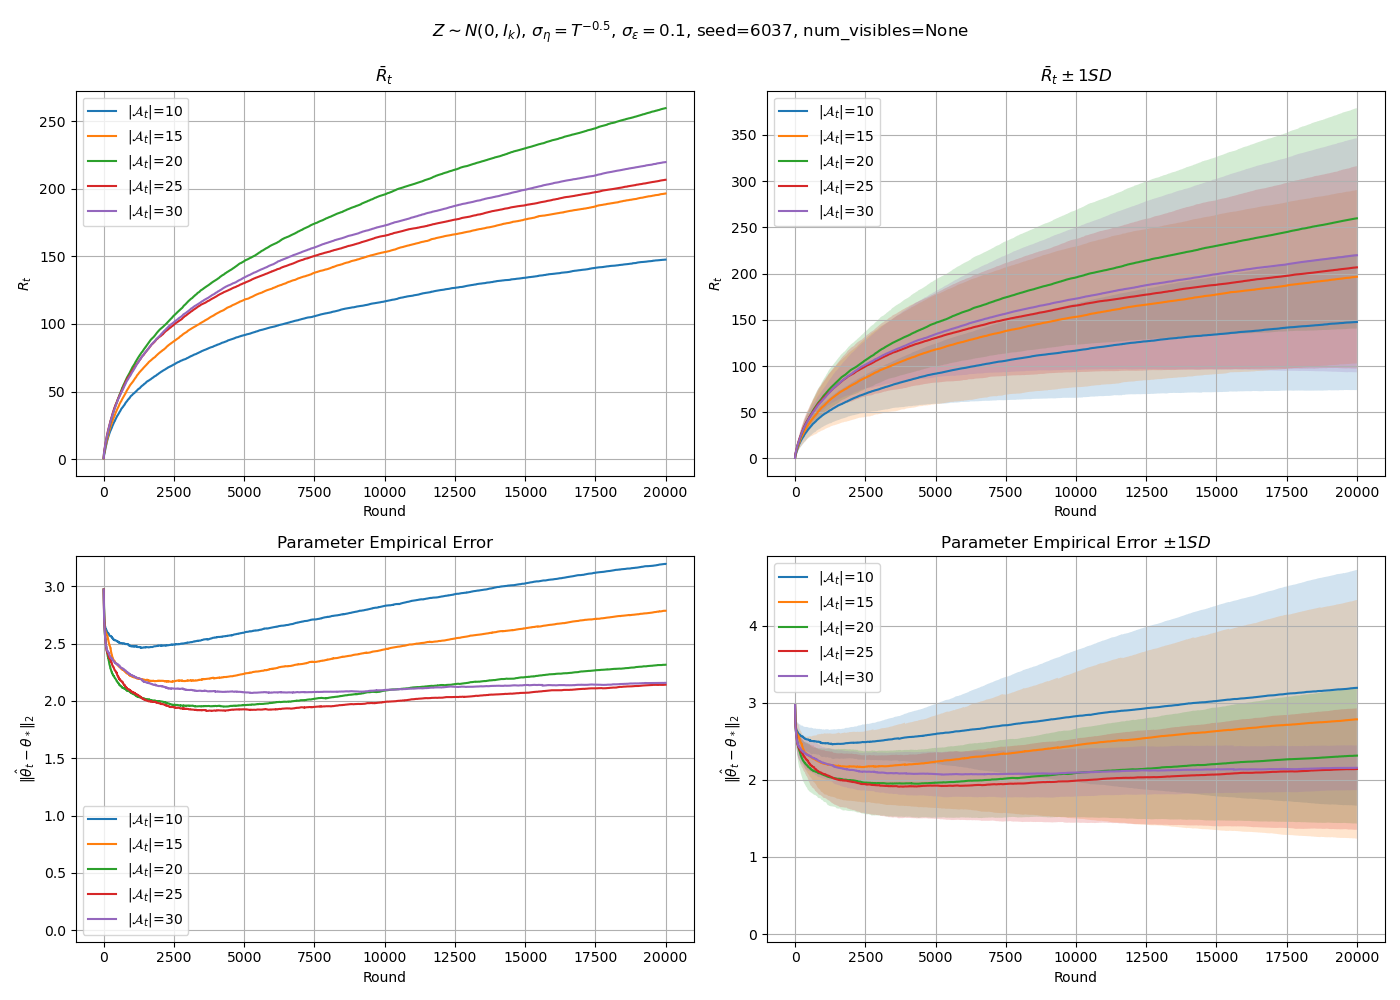 Z ~ N(0, I_k), σ_η = T^{-0.5}, σ_ε = 0.1, seed=6037, num_visibles=None
R̄_t
250
200
150
100
50
0
R_t
0 2500 5000 7500 10000 12500 15000 17500 20000
Round
|𝒜_t|=10
|𝒜_t|=15
|𝒜_t|=20
|𝒜_t|=25
|𝒜_t|=30
R̄_t ± 1SD
350
300
250
200
150
100
50
0
R_t
0 2500 5000 7500 10000 12500 15000 17500 20000
Round
|𝒜_t|=10
|𝒜_t|=15
|𝒜_t|=20
|𝒜_t|=25
|𝒜_t|=30
Parameter Empirical Error
3.0
2.5
2.0
1.5
1.0
0.5
0.0
‖θ̂_t − θ_*‖_2
0 2500 5000 7500 10000 12500 15000 17500 20000
Round
|𝒜_t|=10
|𝒜_t|=15
|𝒜_t|=20
|𝒜_t|=25
|𝒜_t|=30
Parameter Empirical Error ±1SD
4
3
2
1
0
‖θ̂_t − θ_*‖_2
0 2500 5000 7500 10000 12500 15000 17500 20000
Round
|𝒜_t|=10
|𝒜_t|=15
|𝒜_t|=20
|𝒜_t|=25
|𝒜_t|=30